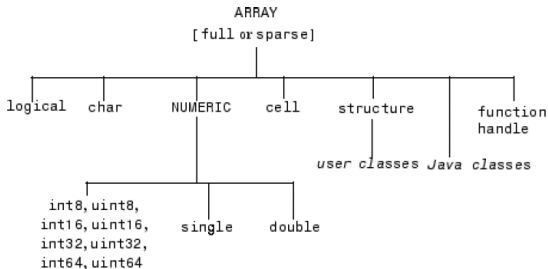 ARRAY
[full or sparse]
logical char NUMERIC cell structure function
handle
user classes Java classes
int8, uint8,
int16, uint16,
int32, uint32,
int64, uint64
single double